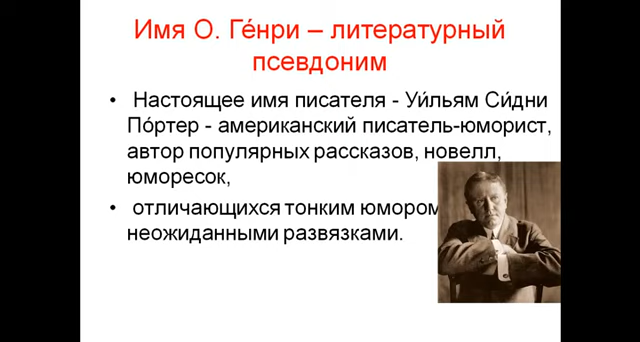 Имя О. Ге́нри – литературный
псевдоним
• Настоящее имя писателя - Уи́льям Си́дни
По́ртер - американский писатель-юморист,
автор популярных рассказов, новелл,
юморесок,
• отличающихся тонким юмором
неожиданными развязками.